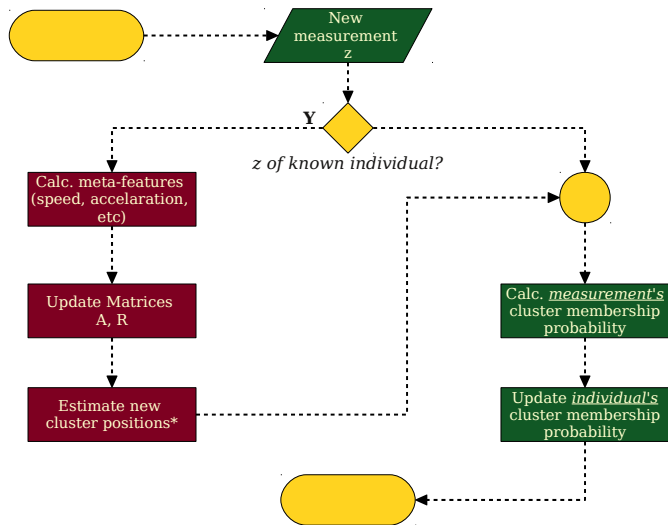 New
measurement
z
Y
z of known individual?
Calc. meta-features
(speed, accelaration,
etc)
Update Matrices
A, R
Estimate new
cluster positions*
Calc. measurement's
cluster membership
probability
Update individual's
cluster membership
probability